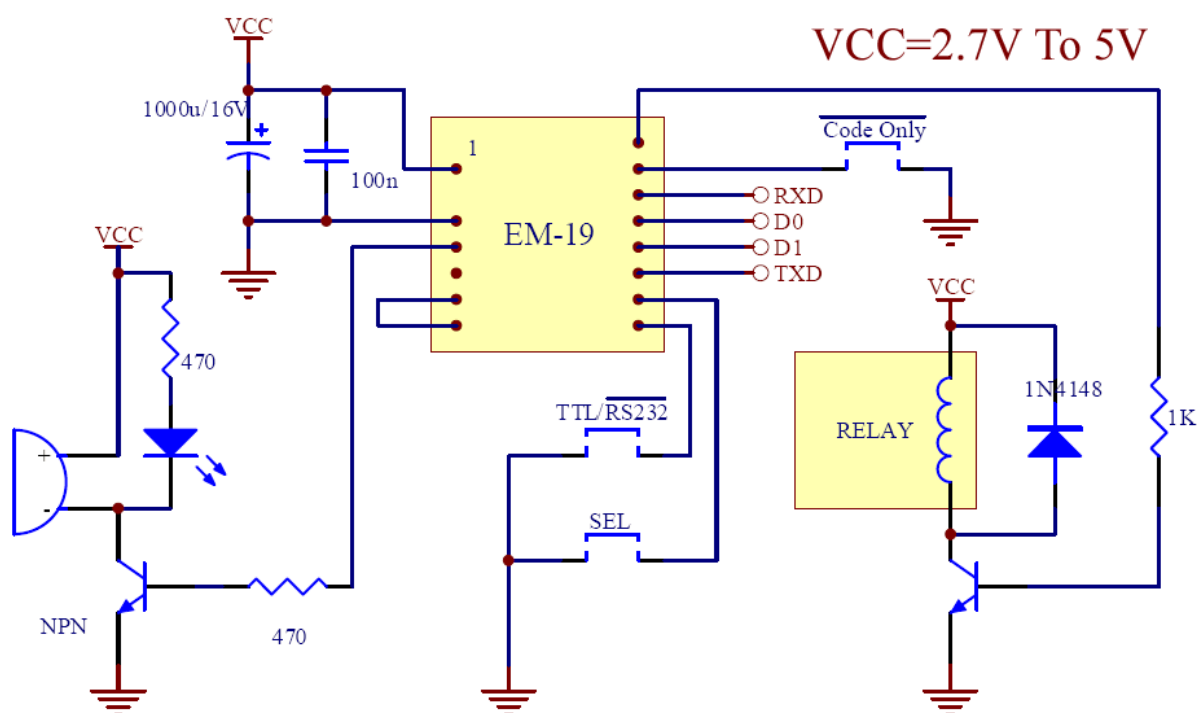 VCC
VCC=2.7V To 5V
1000u/16V
+
100n
1
EM-19
Code Only
RXD
D0
D1
TXD
VCC
470
+
-
TTL/RS232
SEL
VCC
RELAY
1N4148
1K
NPN
470